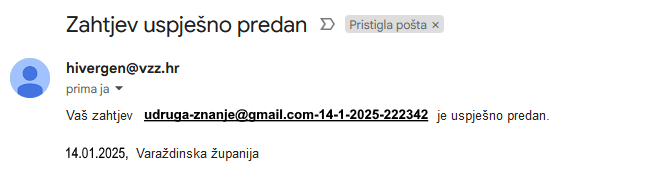 Zahtjev uspješno predan Pristigla pošta ×
hivergen@vzz.hr
prima ja
Vaš zahtjev udruga-znanje@gmail.com-14-1-2025-222342 je uspješno predan.
14.01.2025, Varaždinska županija